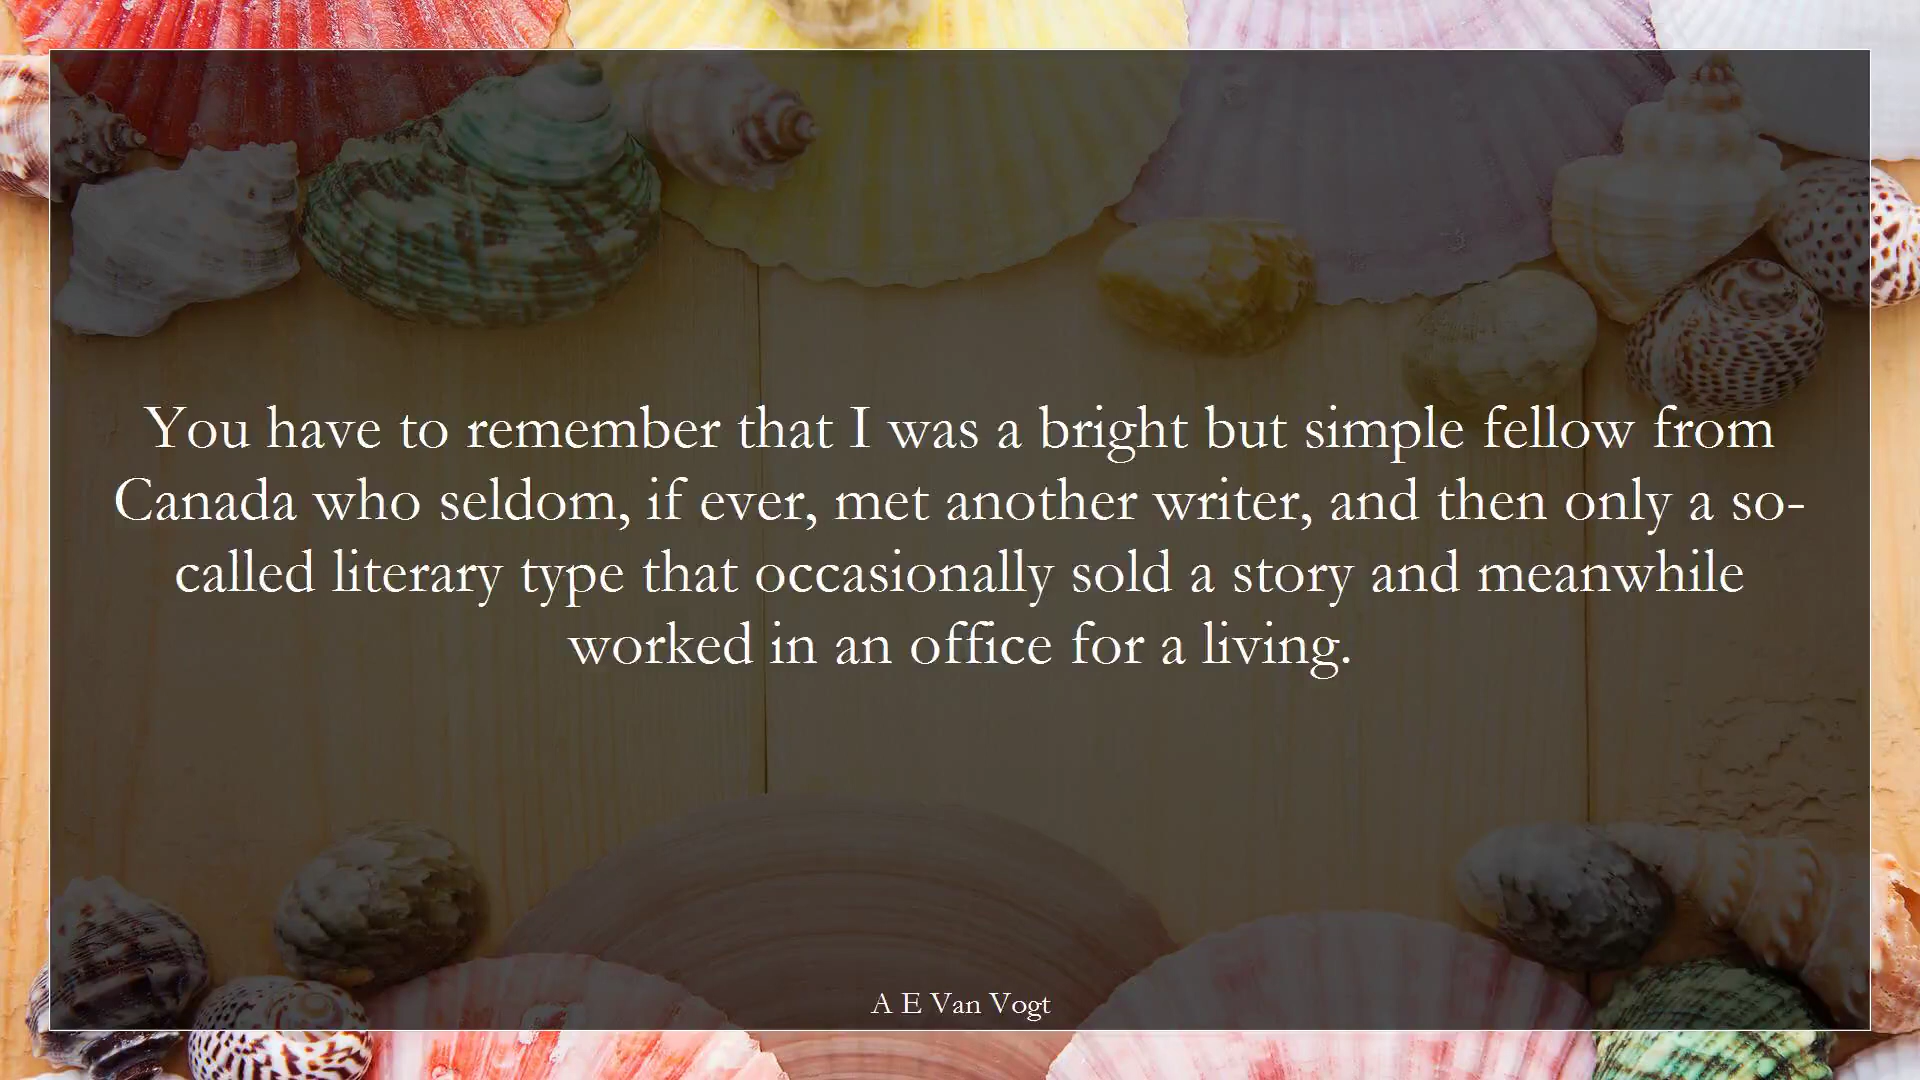 You have to remember that I was a bright but simple fellow from
Canada who seldom, if ever, met another writer, and then only a so-
called literary type that occasionally sold a story and meanwhile
worked in an office for a living.
A E Van Vogt